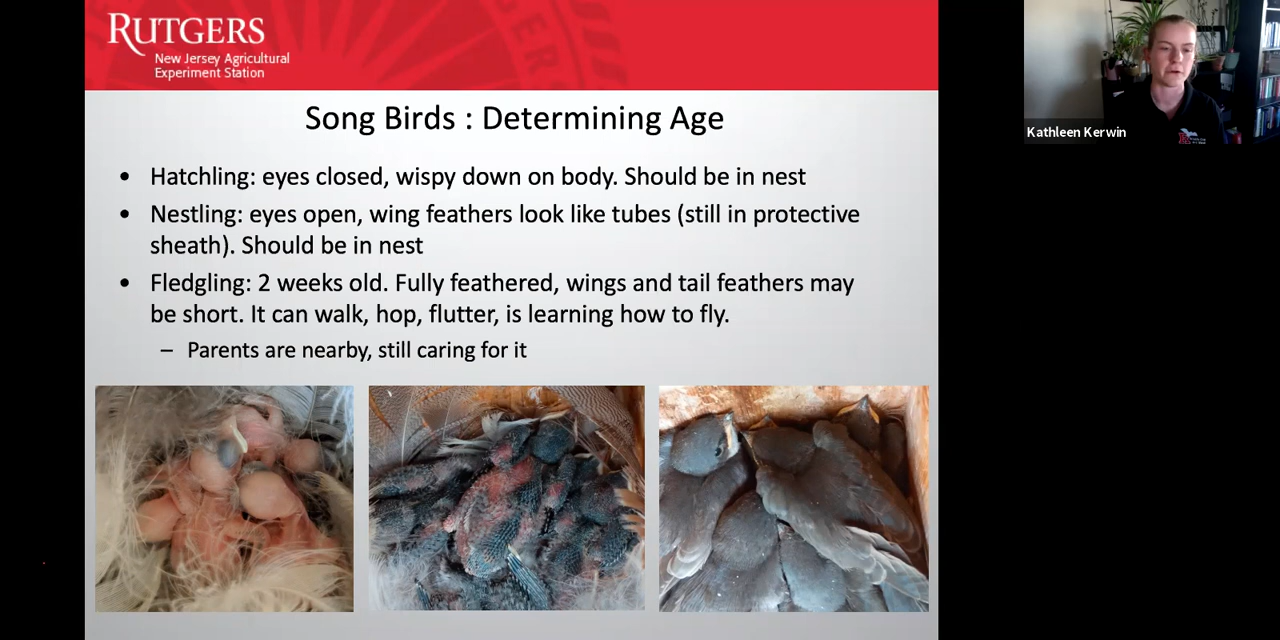 RUTGERS
New Jersey Agricultural
Experiment Station
Kathleen Kerwin
Song Birds : Determining Age
• Hatchling: eyes closed, wispy down on body. Should be in nest
• Nestling: eyes open, wing feathers look like tubes (still in protective
sheath). Should be in nest
• Fledgling: 2 weeks old. Fully feathered, wings and tail feathers may
be short. It can walk, hop, flutter, is learning how to fly.
– Parents are nearby, still caring for it